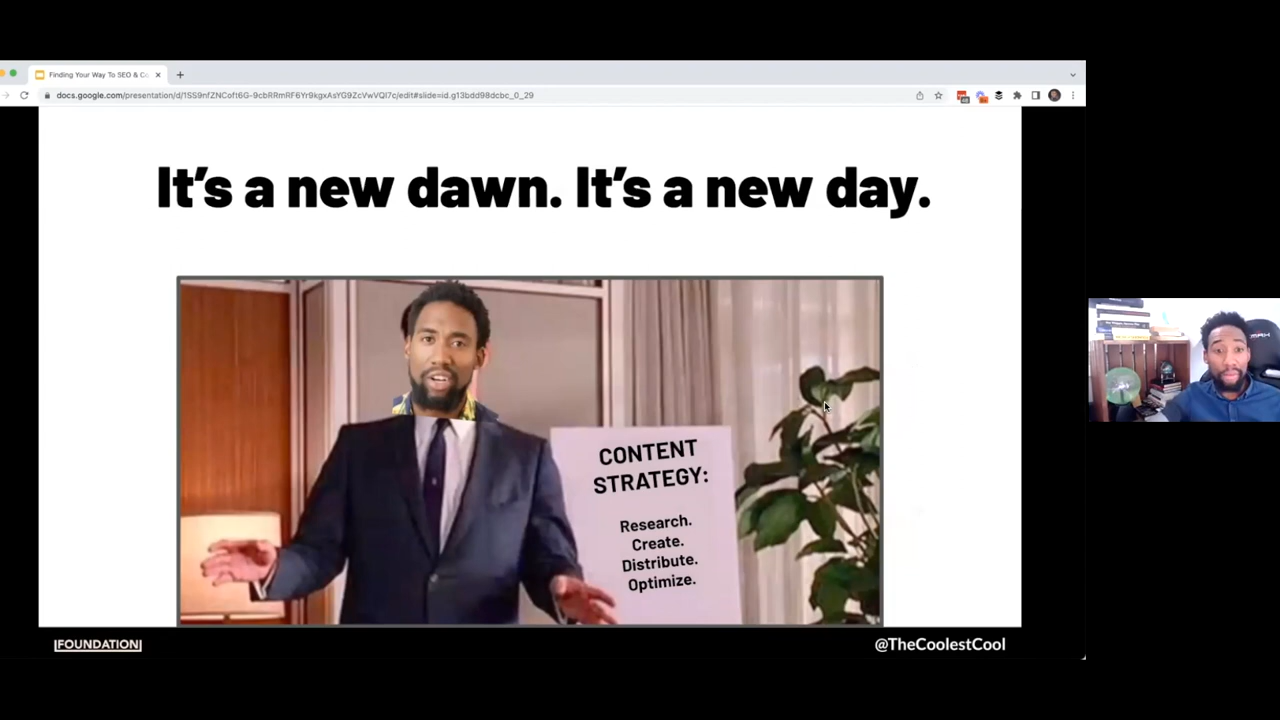 Finding Your Way To SEO & Co
docs.google.com/presentation/d/1SS9nfZNCoft6G-9cbRRmRF6Yr9kgxAsYG9ZcVwVQI7c/edit#slide=id.g13bdd98dcbc_0_29
It's a new dawn. It's a new day.
CONTENT
STRATEGY:
Research.
Create.
Distribute.
Optimize.
|FOUNDATION|
@TheCoolestCool